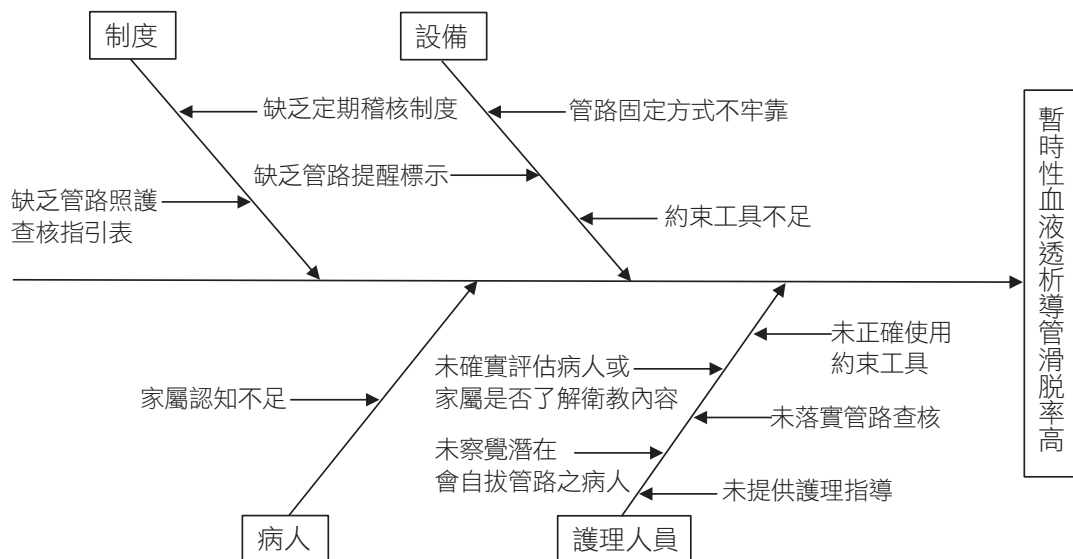 制度
設備
缺乏定期稽核制度
管路固定方式不牢靠
缺乏管路提醒標示
缺乏管路照護
查核指引表
約束工具不足
暫時性血液透析導管滑脫率高
未正確使用
約束工具
未確實評估病人或
家屬是否了解衛教內容
家屬認知不足
未落實管路查核
未察覺潛在
會自拔管路之病人
未提供護理指導
病人
護理人員